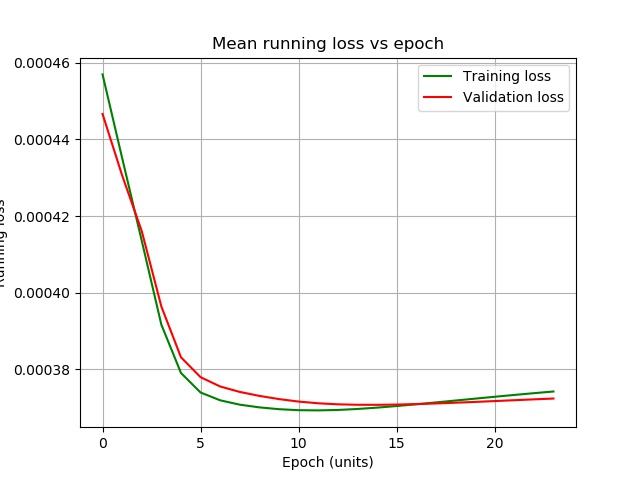 Mean running loss vs epoch
Training loss
Validation loss
0.00046
0.00044
0.00042
0.00040
0.00038
loss
0 5 10 15 20
Epoch (units)